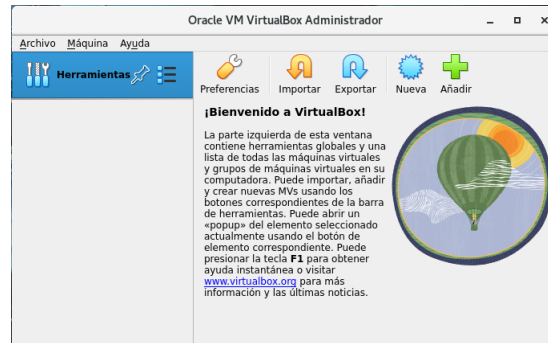 Oracle VM VirtualBox Administrador
Archivo Máquina Ayuda
Herramientas
Preferencias Importar Exportar Nueva Añadir
¡Bienvenido a VirtualBox!
La parte izquierda de esta ventana
contiene herramientas globales y una
lista de todas las máquinas virtuales
y grupos de máquinas virtuales en su
computadora. Puede importar, añadir
y crear nuevas MVs usando los
botones correspondientes de la barra
de herramientas. Puede abrir un
«popup» del elemento seleccionado
actualmente usando el botón de
elemento correspondiente. Puede
presionar la tecla F1 para obtener
ayuda instantánea o visitar
www.virtualbox.org para más
información y las últimas noticias.